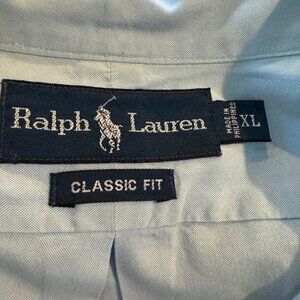 Ralph Lauren
MADE IN
PHILIPPINES
XL
CLASSIC FIT